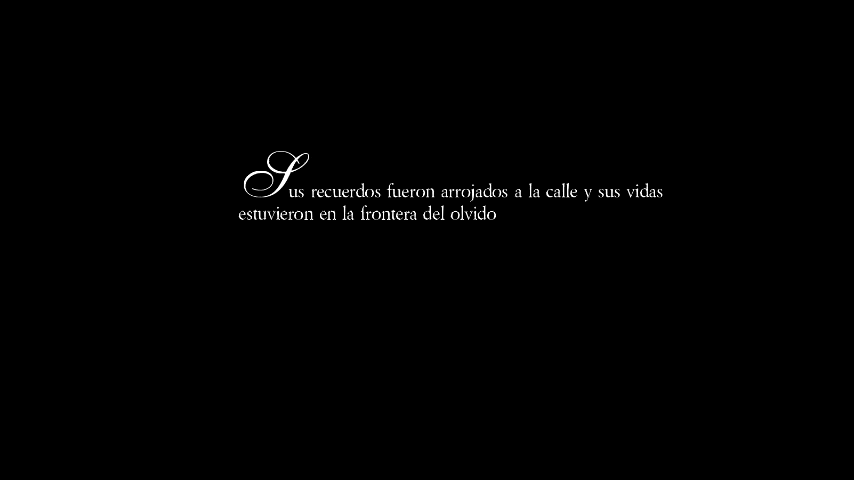 Sus recuerdos fueron arrojados a la calle y sus vidas
estuvieron en la frontera del olvido